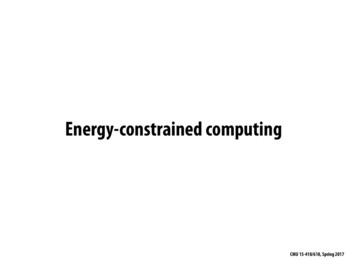 Energy-constrained computing
CMU 15-418/618, Spring 2017